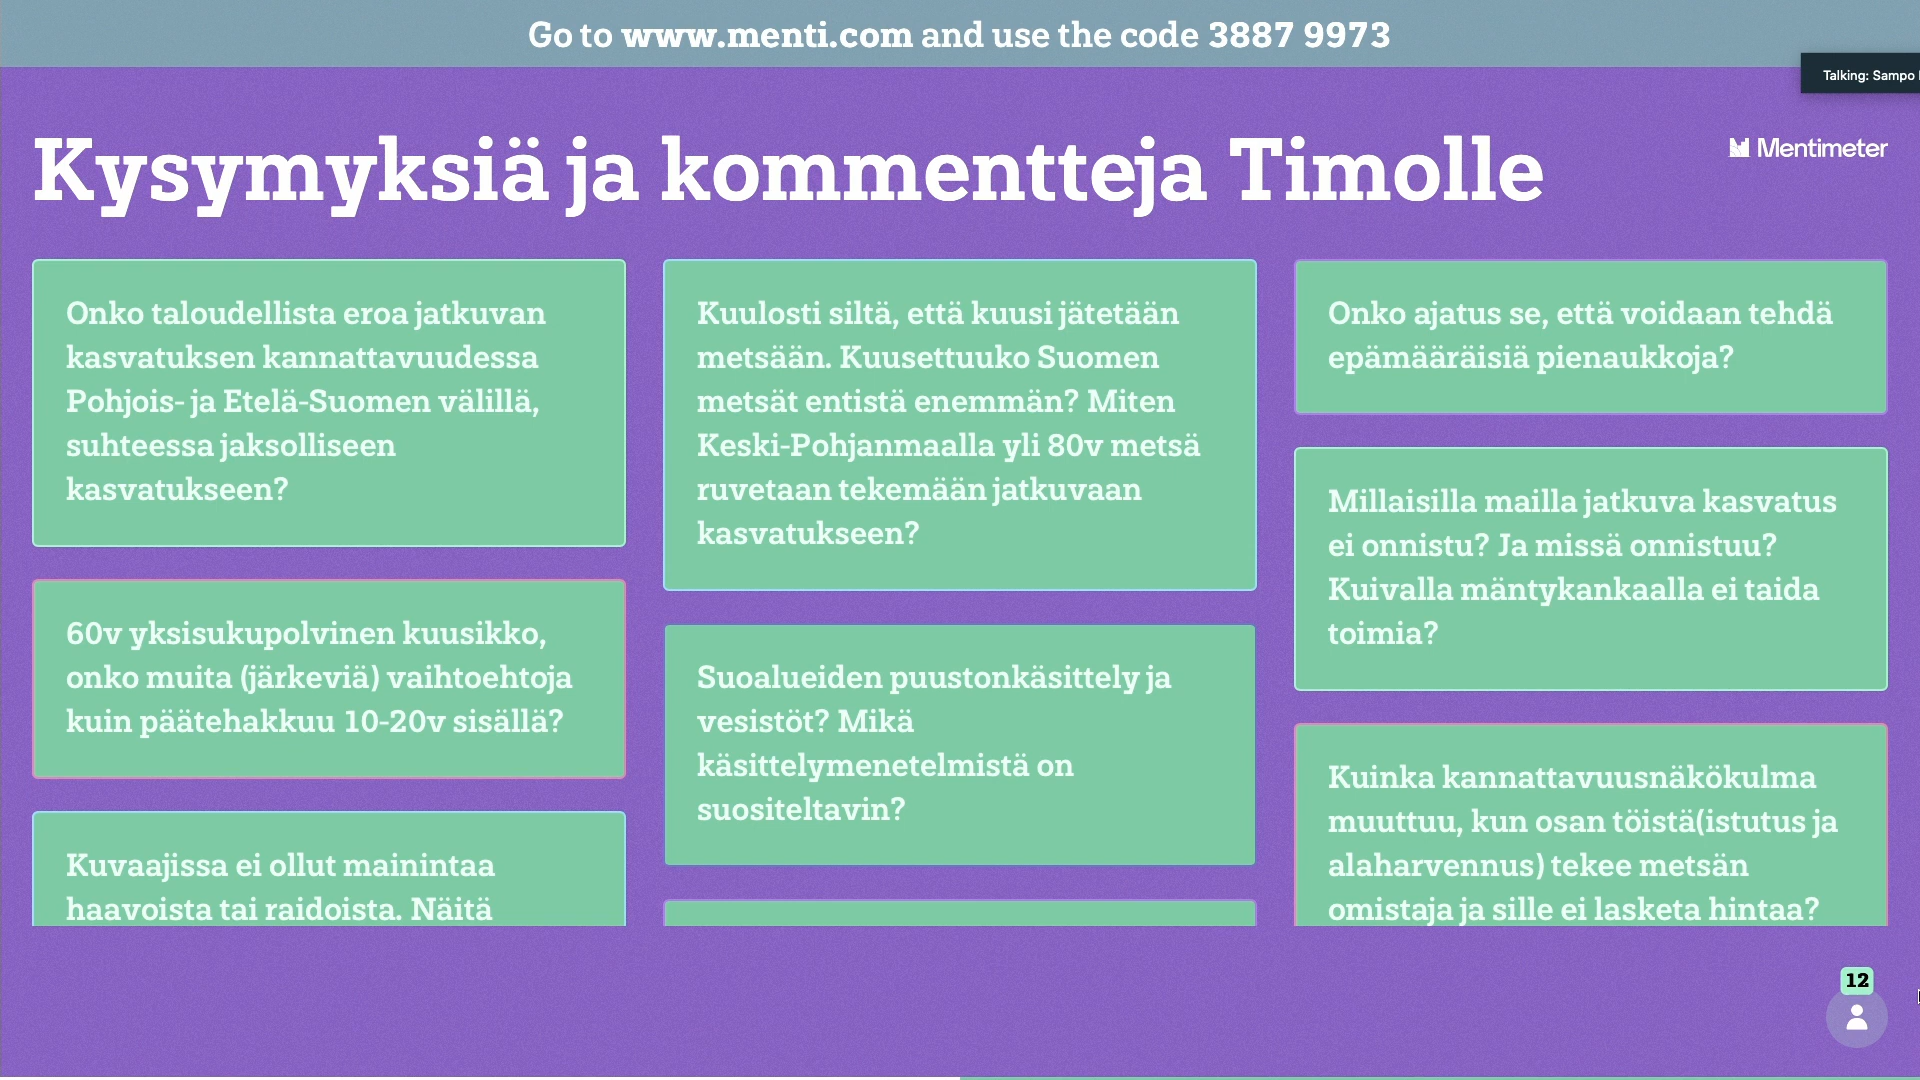 Go to www.menti.com and use the code 3887 9973
Talking: Sampo
Kysymyksiä ja kommentteja Timolle
Mentimeter
Onko taloudellista eroa jatkuvan
kasvatuksen kannattavuudessa
Pohjois- ja Etelä-Suomen välillä,
suhteessa jaksolliseen
kasvatukseen?
60v yksisukupolvinen kuusikko,
onko muita (järkeviä) vaihtoehtoja
kuin päätehakkuu 10-20v sisällä?
Kuvaajissa ei ollut mainintaa
haavoista tai raidoista. Näitä
Kuulosti siltä, että kuusi jätetään
metsään. Kuusettuuko Suomen
metsät entistä enemmän? Miten
Keski-Pohjanmaalla yli 80v metsä
ruvetaan tekemään jatkuvaan
kasvatukseen?
Suoalueiden puustonkäsittely ja
vesistöt? Mikä
käsittelymenetelmistä on
suositeltavin?
Onko ajatus se, että voidaan tehdä
epämääräisiä pienaukkoja?
Millaisilla mailla jatkuva kasvatus
ei onnistu? Ja missä onnistuu?
Kuivalla mäntykankaalla ei taida
toimia?
Kuinka kannattavuusnäkökulma
muuttuu, kun osan töistä(istutus ja
alaharvennus) tekee metsän
omistaja ja sille ei lasketa hintaa?
12